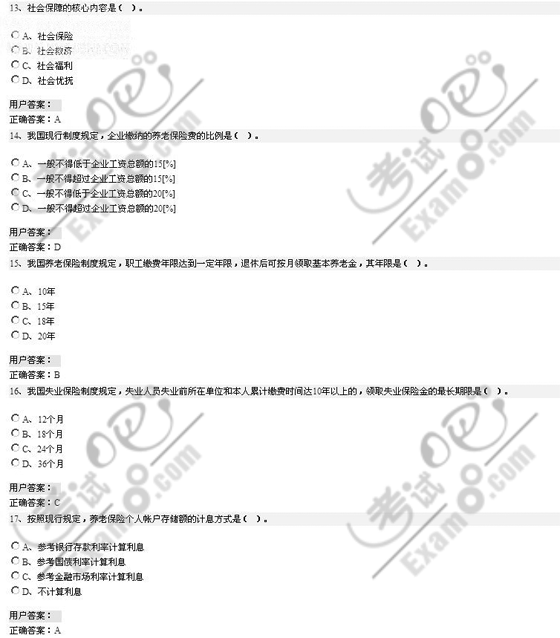 13、社会保障的核心内容是（ ）。
A、社会保险
B、社会救济
C、社会福利
D、社会优抚
用户答案：
正确答案：A
14、我国现行制度规定，企业缴纳的养老保险费的比例是（ ）。
A、一般不得低于企业工资总额的15[%]
B、一般不得超过企业工资总额的15[%]
C、一般不得低于企业工资总额的20[%]
D、一般不得超过企业工资总额的20[%]
用户答案：
正确答案：D
15、我国养老保险制度规定，职工缴费年限达到一定年限，退休后可按月领取基本养老金，其年限是（ ）。
A、10年
B、15年
C、18年
D、20年
用户答案：
正确答案：B
16、我国失业保险制度规定，失业人员失业前所在单位和本人累计缴费时间达10年以上的，领取失业保险金的最长期限是（ ）。
A、12个月
B、18个月
C、24个月
D、36个月
用户答案：
正确答案：C
17、按照现行规定，养老保险个人帐户存储额的计息方式是（ ）。
A、参考银行存款利率计算利息
B、参考国债利率计算利息
C、参考金融市场利率计算利息
D、不计算利息
用户答案：
正确答案：A
考试
Exam8.com
考试
Exam8.com
考试
Exam8.com
考试
Exam8.com